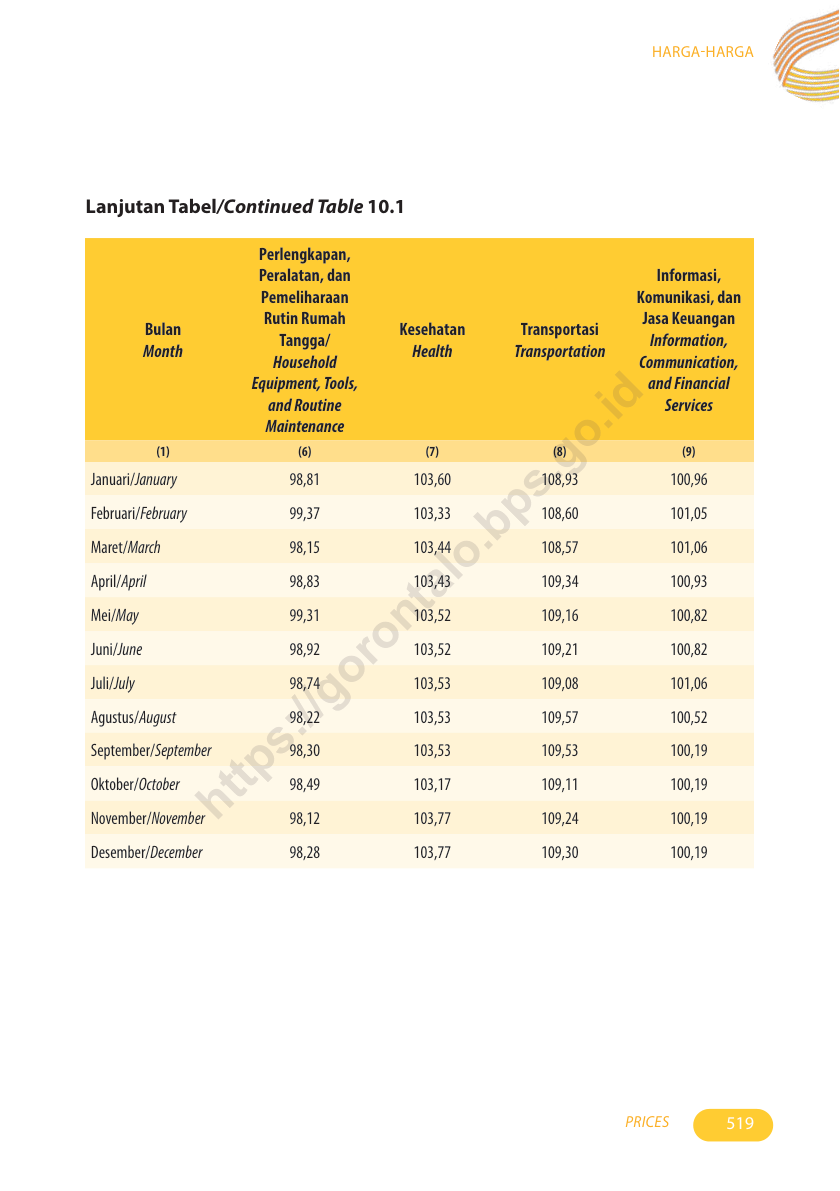 HARGA-HARGA
Lanjutan Tabel/Continued Table 10.1
Bulan
Month
Perlengkapan,
Peralatan, dan
Pemeliharaan
Rutin Rumah
Tangga/
Household
Equipment, Tools,
and Routine
Maintenance
Kesehatan
Health
Transportasi
Transportation
Informasi,
Komunikasi, dan
Jasa Keuangan
Information,
Communication,
and Financial
Services
(1) (6) (7) (8) (9)
Januari/January 98,81 103,60 108,93 100,96
Februari/February 99,37 103,33 108,60 101,05
Maret/March 98,15 103,44 108,57 101,06
April/April 98,83 103,43 109,34 100,93
Mei/May 99,31 103,52 109,16 100,82
Juni/June 98,92 103,52 109,21 100,82
Juli/July 98,74 103,53 109,08 101,06
Agustus/August 98,22 103,53 109,57 100,52
September/September 98,30 103,53 109,53 100,19
Oktober/October 98,49 103,17 109,11 100,19
November/November 98,12 103,77 109,24 100,19
Desember/December 98,28 103,77 109,30 100,19
https://gorontalo.bps.go.id
PRICES 519